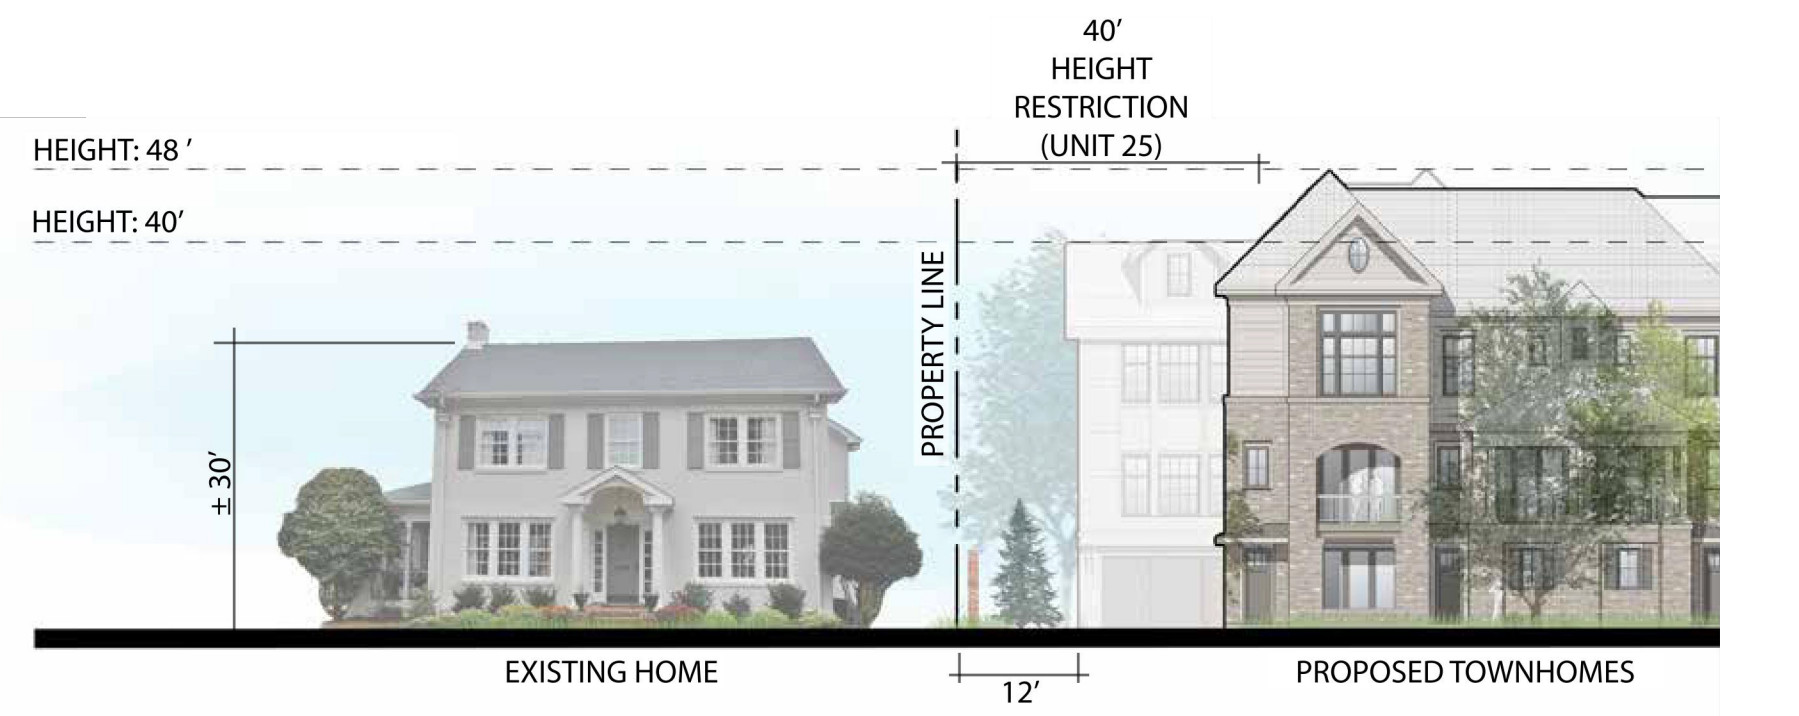 40’
HEIGHT
RESTRICTION
(UNIT 25)
HEIGHT: 48 ’
HEIGHT: 40’
PROPERTY LINE
± 30’
EXISTING HOME
PROPOSED TOWNHOMES
12’